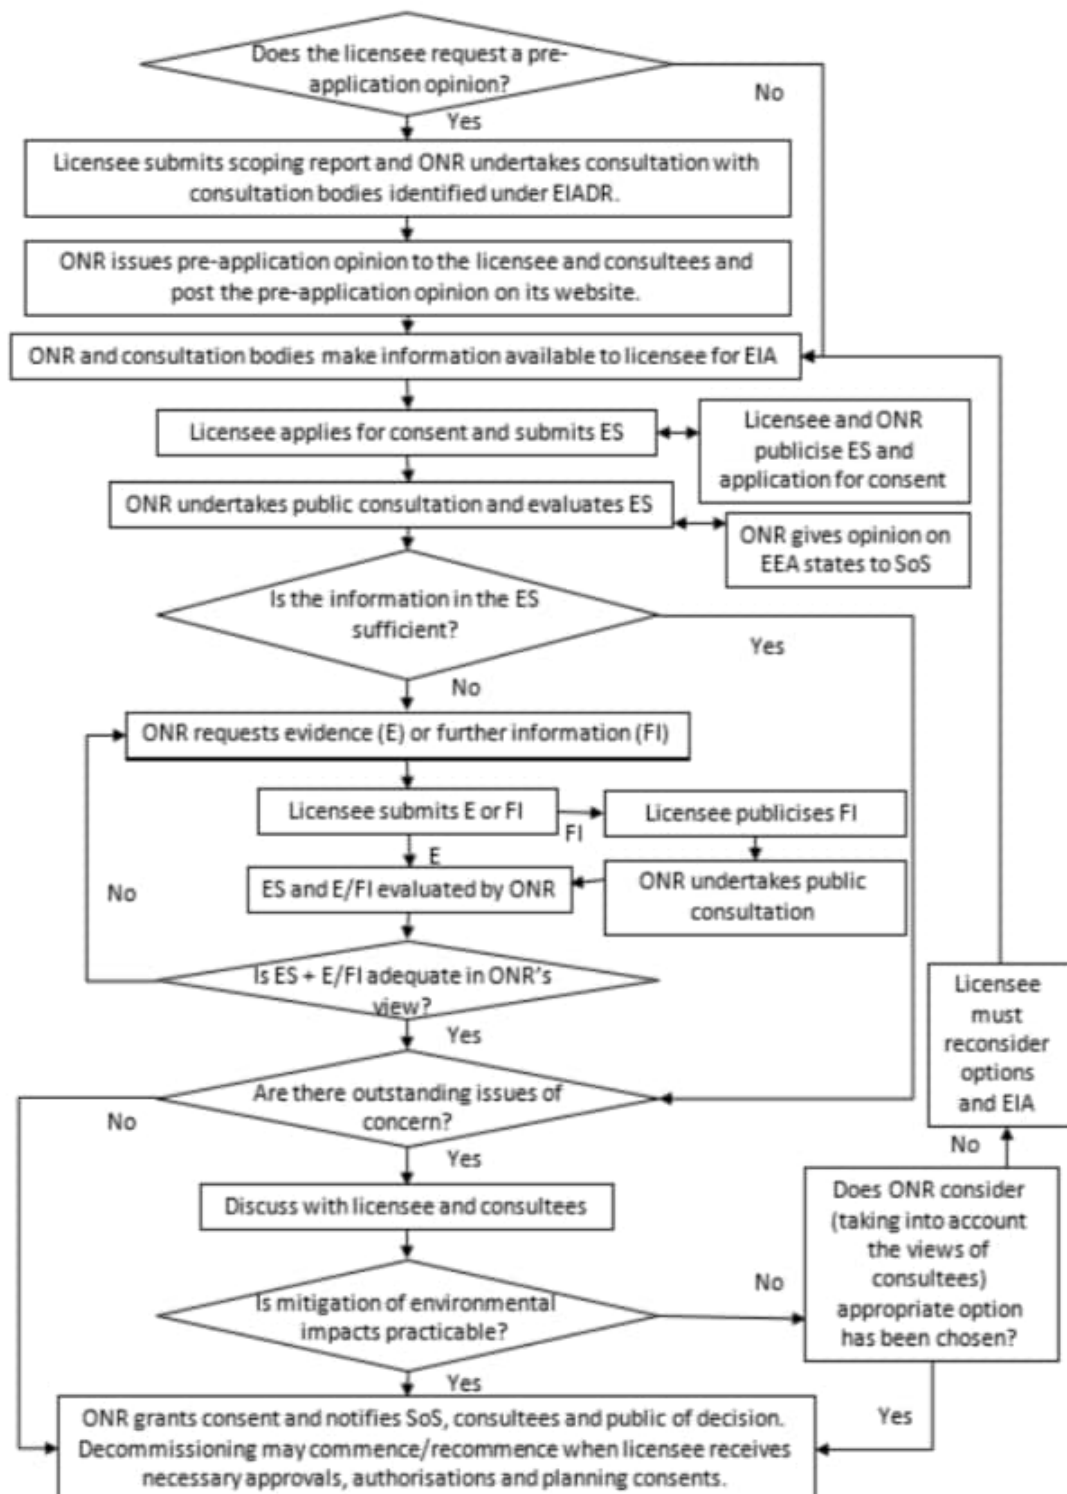 Does the licensee request a pre-
application opinion?
No
Yes
Licensee submits scoping report and ONR undertakes consultation with
consultation bodies identified under EIADR.
ONR issues pre-application opinion to the licensee and consultees and
post the pre-application opinion on its website.
ONR and consultation bodies make information available to licensee for EIA
Licensee applies for consent and submits ES
Licensee and ONR
publicise ES and
application for consent
ONR undertakes public consultation and evaluates ES
ONR gives opinion on
EEA states to SoS
Is the information in the ES
sufficient?
Yes
No
ONR requests evidence (E) or further information (FI)
Licensee submits E or FI
FI
Licensee publicises FI
E
ES and E/FI evaluated by ONR
ONR undertakes public
consultation
No
Is ES + E/FI adequate in ONR's
view?
Yes
Licensee
must
reconsider
options
and EIA
Are there outstanding issues of
concern?
No
Yes
No
Discuss with licensee and consultees
Does ONR consider
(taking into account
the views of
consultees)
appropriate option
has been chosen?
Is mitigation of environmental
impacts practicable?
No
Yes
Yes
ONR grants consent and notifies SoS, consultees and public of decision.
Decommissioning may commence/recommence when licensee receives
necessary approvals, authorisations and planning consents.